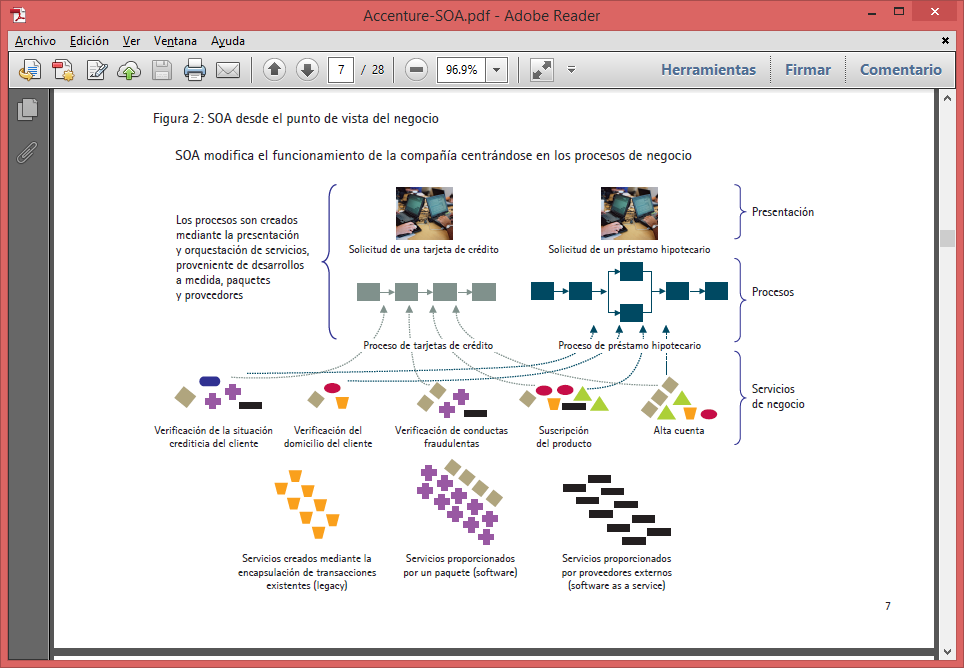 Accenture-SOA.pdf - Adobe Reader
Archivo Edición Ver Ventana Ayuda
7 / 28 96.9% Herramientas Firmar Comentario
Figura 2: SOA desde el punto de vista del negocio
SOA modifica el funcionamiento de la compañía centrándose en los procesos de negocio
Los procesos son creados
mediante la presentación
y orquestación de servicios,
proveniente de desarrollos
a medida, paquetes
y proveedores
Solicitud de una tarjeta de crédito
Solicitud de un préstamo hipotecario
Presentación
Procesos
Proceso de tarjetas de crédito
Proceso de préstamo hipotecario
Servicios
de negocio
Verificación de la situación
crediticia del cliente
Verificación del
domicilio del cliente
Verificación de conductas
fraudulentas
Suscripción
del producto
Alta cuenta
Servicios creados mediante la
encapsulación de transacciones
existentes (legacy)
Servicios proporcionados
por un paquete (software)
Servicios proporcionados
por proveedores externos
(software as a service)
7